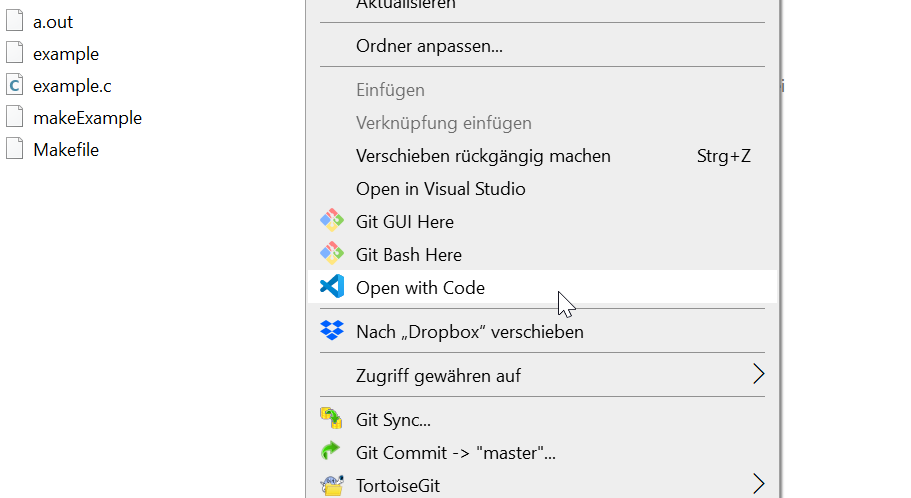 a.out
example
example.c
makeExample
Makefile
Aktualisieren
Ordner anpassen...
Einfügen
Verknüpfung einfügen
Verschieben rückgängig machen Strg+Z
Open in Visual Studio
Git GUI Here
Git Bash Here
Open with Code
Nach „Dropbox“ verschieben
Zugriff gewähren auf
Git Sync...
Git Commit -> "master"...
TortoiseGit